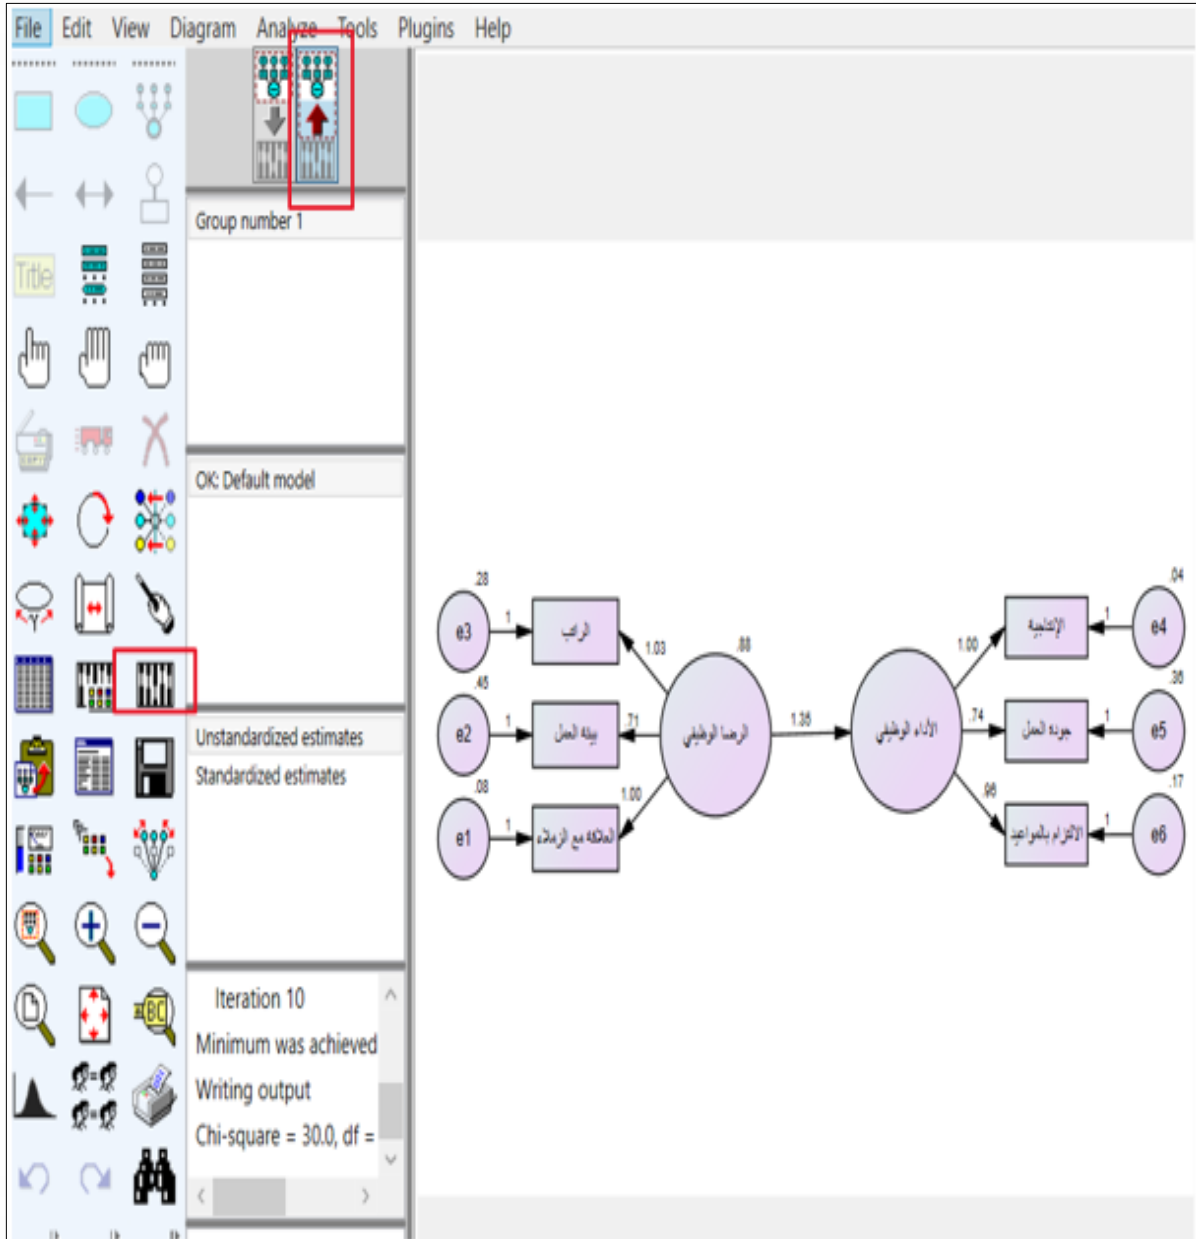 File Edit View Diagram Analyze Tools Plugins Help
Title
Group number 1
OK: Default model
Unstandardized estimates
Standardized estimates
Iteration 10
Minimum was achieved
Writing output
Chi-square = 30.0, df =
.28
e3
1
الراتب
1.03
.45
e2
1
بيئة العمل
.71
.08
e1
1
العلاقة مع الزملاء
1.00
.88
الرضا الوظيفي
1.35
الأداء الوظيفي
1.00
الإنتاجية
1
.04
e4
.74
جودة العمل
1
.36
e5
.96
الالتزام بالمواعيد
1
.17
e6